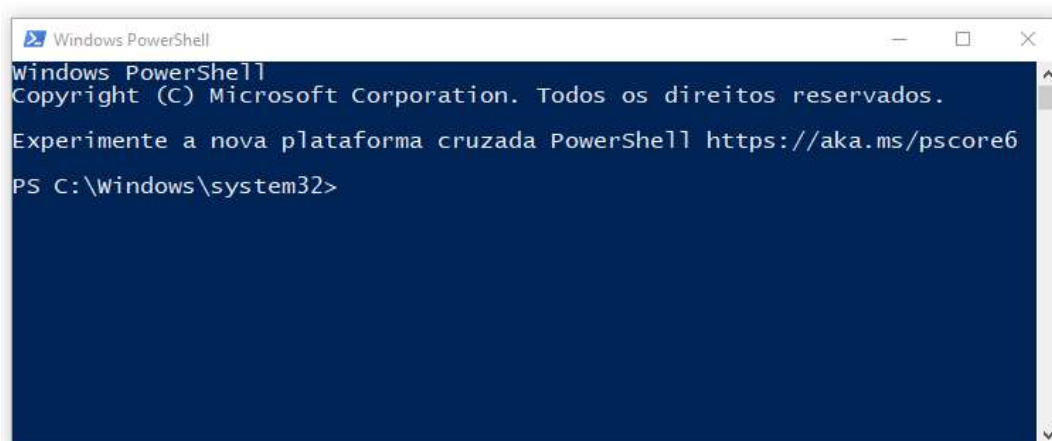 Windows PowerShell
Windows PowerShell
Copyright (C) Microsoft Corporation. Todos os direitos reservados.
Experimente a nova plataforma cruzada PowerShell https://aka.ms/pscore6
PS C:\Windows\system32>